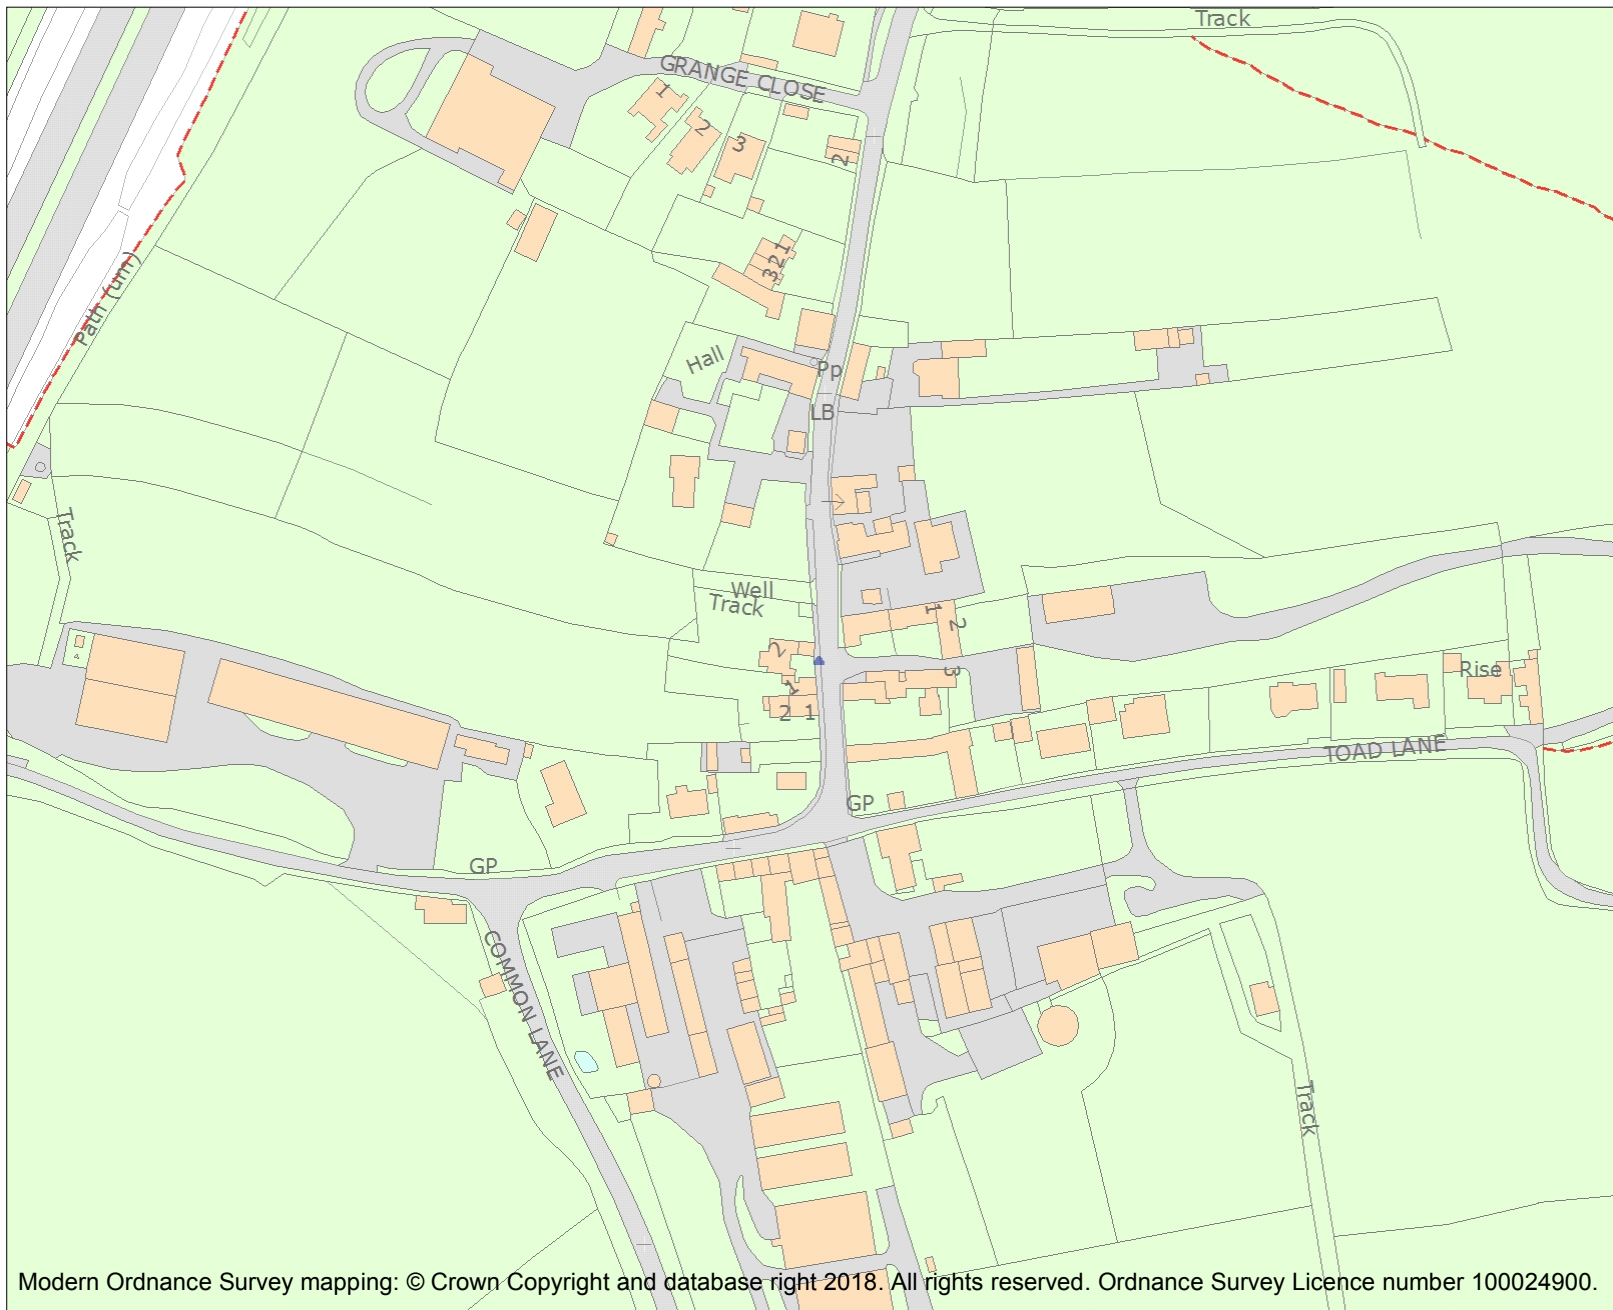 Track
GRANGE CLOSE
1
2
3
2
1
2
3
Path (um)
Hall
Pp
LB
Track
Well
Track
1
2
3
2
1
2 1
Rise
TOAD LANE
GP
GP
COMMON LANE
Track
Modern Ordnance Survey mapping: © Crown Copyright and database right 2018. All rights reserved. Ordnance Survey Licence number 100024900.